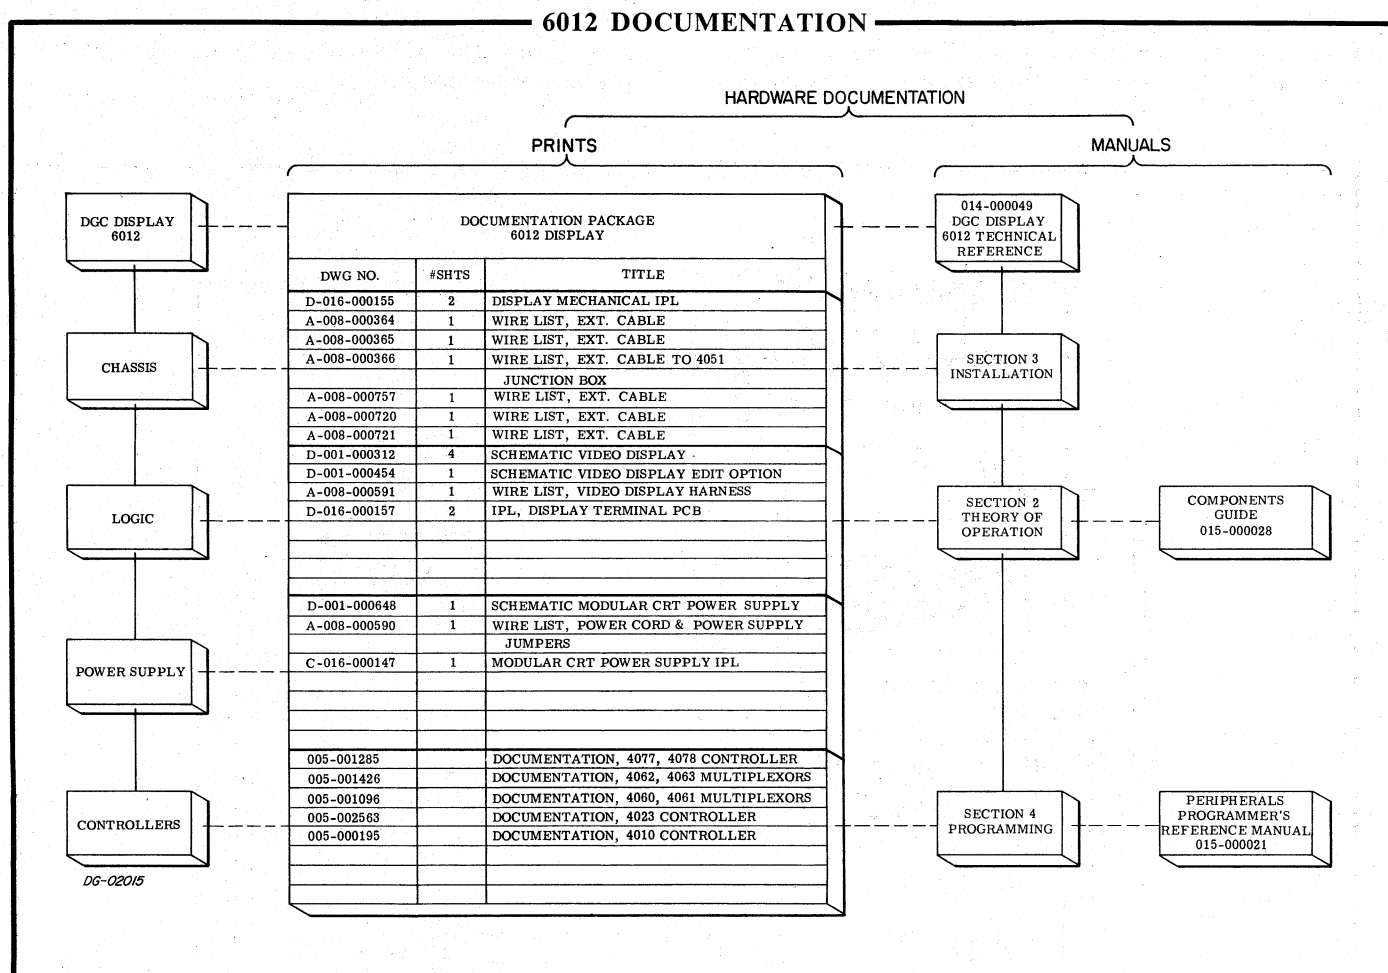 6012 DOCUMENTATION
HARDWARE DOCUMENTATION
PRINTS
MANUALS
DGC DISPLAY
6012
DOCUMENTATION PACKAGE
6012 DISPLAY
014-000049
DGC DISPLAY
6012 TECHNICAL
REFERENCE
DWG NO. #SHTS TITLE
D-016-000155 2 DISPLAY MECHANICAL IPL
A-008-000364 1 WIRE LIST, EXT. CABLE
A-008-000365 1 WIRE LIST, EXT. CABLE
A-008-000366 1 WIRE LIST, EXT. CABLE TO 4051
JUNCTION BOX
A-008-000757 1 WIRE LIST, EXT. CABLE
A-008-000720 1 WIRE LIST, EXT. CABLE
A-008-000721 1 WIRE LIST, EXT. CABLE
CHASSIS
SECTION 3
INSTALLATION
D-001-000312 4 SCHEMATIC VIDEO DISPLAY
D-001-000454 1 SCHEMATIC VIDEO DISPLAY EDIT OPTION
A-008-000591 1 WIRE LIST, VIDEO DISPLAY HARNESS
D-016-000157 2 IPL, DISPLAY TERMINAL PCB
LOGIC
SECTION 2
THEORY OF
OPERATION
COMPONENTS
GUIDE
015-000028
D-001-000648 1 SCHEMATIC MODULAR CRT POWER SUPPLY
A-008-000590 1 WIRE LIST, POWER CORD & POWER SUPPLY
JUMPERS
C-016-000147 1 MODULAR CRT POWER SUPPLY IPL
POWER SUPPLY
005-001285 DOCUMENTATION, 4077, 4078 CONTROLLER
005-001426 DOCUMENTATION, 4062, 4063 MULTIPLEXORS
005-001096 DOCUMENTATION, 4060, 4061 MULTIPLEXORS
005-002563 DOCUMENTATION, 4023 CONTROLLER
005-000195 DOCUMENTATION, 4010 CONTROLLER
CONTROLLERS
SECTION 4
PROGRAMMING
PERIPHERALS
PROGRAMMER'S
REFERENCE MANUAL
015-000021
DG-02015